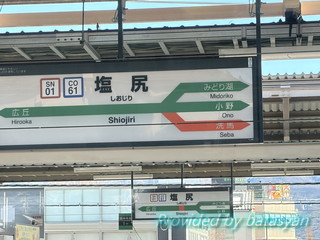 SN 01 CO 61 塩尻
しおじり
Shiojiri
広丘
Hirooka
みどり湖
Midoriko
小野
Ono
洗馬
Seba
塩尻
Provided by batasyan